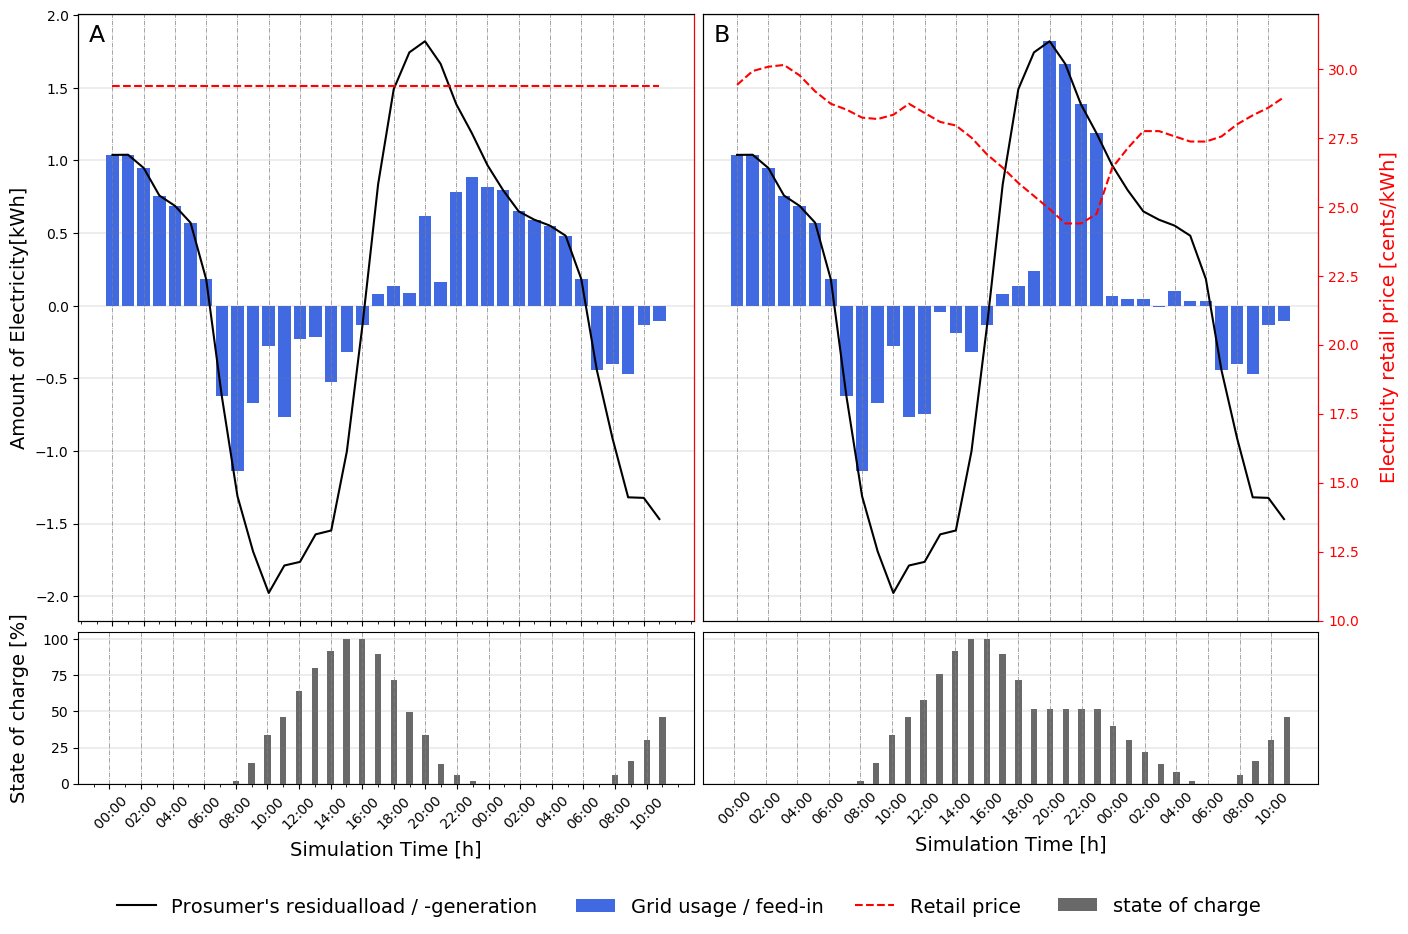 A
B
2.0
1.5
1.0
0.5
0.0
−0.5
−1.0
−1.5
−2.0
Amount of Electricity[kWh]
30.0
27.5
25.0
22.5
20.0
17.5
15.0
12.5
10.0
Electricity retail price [cents/kWh]
100
75
50
25
0
State of charge [%]
00:00 02:00 04:00 06:00 08:00 10:00 12:00 14:00 16:00 18:00 20:00 22:00 00:00 02:00 04:00 06:00 08:00 10:00
Simulation Time [h]
00:00 02:00 04:00 06:00 08:00 10:00 12:00 14:00 16:00 18:00 20:00 22:00 00:00 02:00 04:00 06:00 08:00 10:00
Simulation Time [h]
Prosumer's residualload / -generation Grid usage / feed-in Retail price state of charge